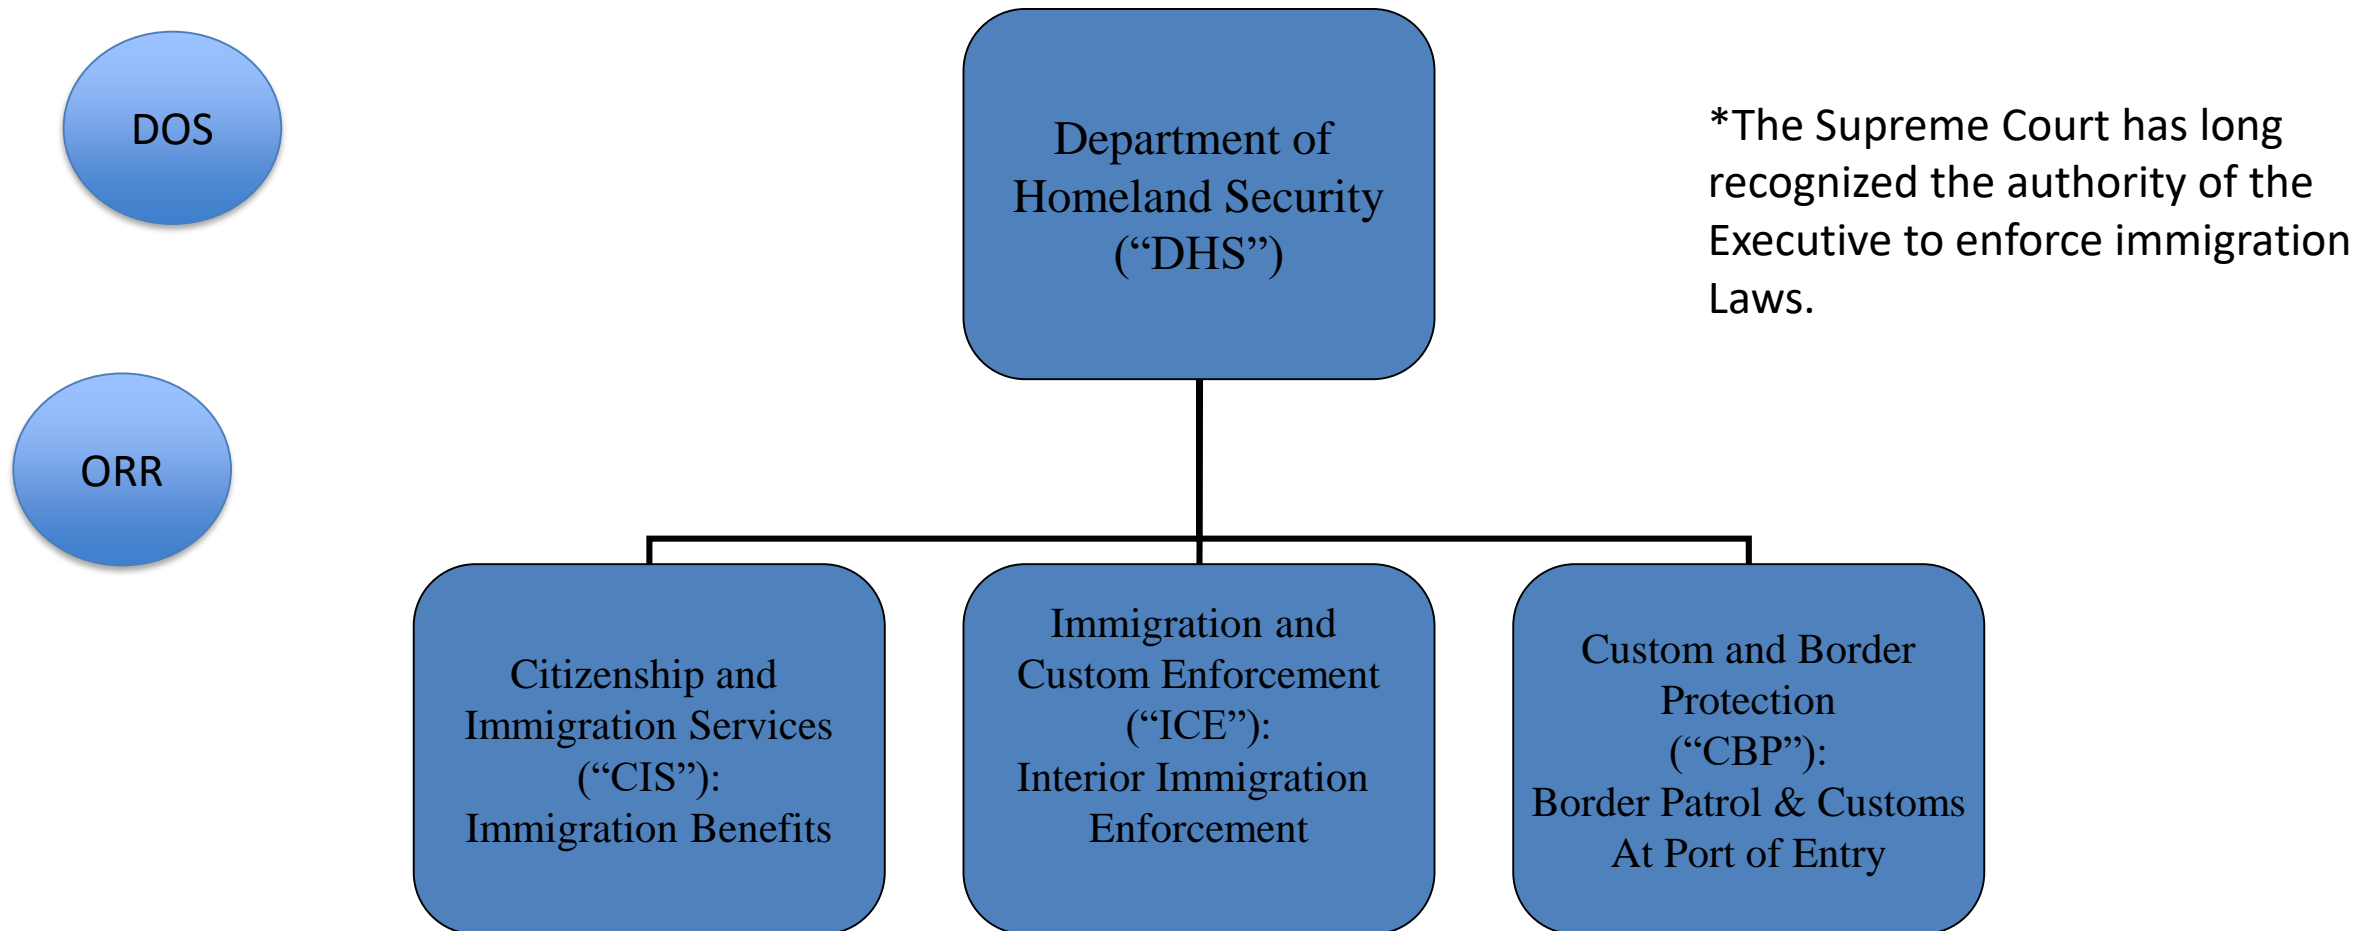 DOS
ORR
Department of
Homeland Security
(“DHS”)
*The Supreme Court has long
recognized the authority of the
Executive to enforce immigration
Laws.
Citizenship and
Immigration Services
(“CIS”):
Immigration Benefits
Immigration and
Custom Enforcement
(“ICE”):
Interior Immigration
Enforcement
Custom and Border
Protection
(“CBP”):
Border Patrol & Customs
At Port of Entry